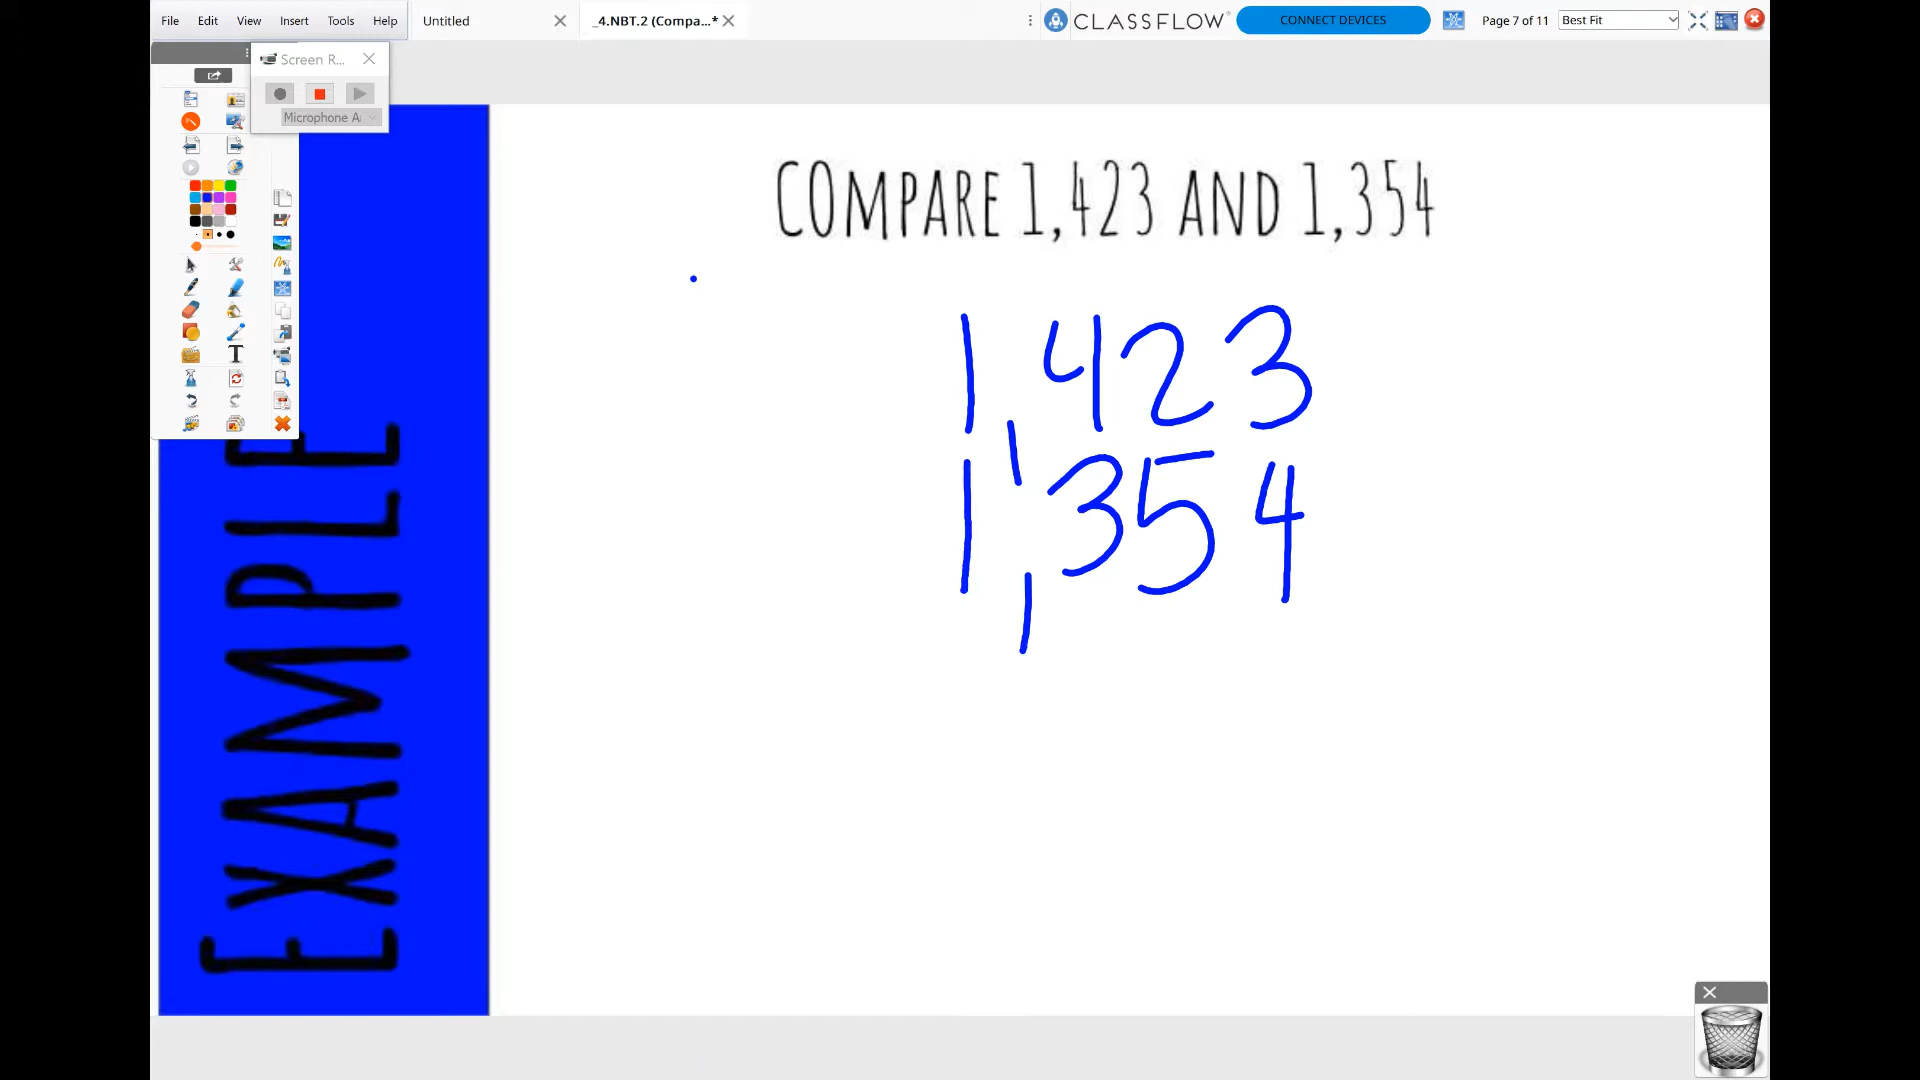 File Edit View Insert Tools Help
Untitled
_4.NBT.2 (Compa...*
CLASSFLOW
CONNECT DEVICES
Page 7 of 11
Best Fit
Screen R...
Microphone A
EXAMPLE
COMPARE 1,423 AND 1,354
1,423
1,354